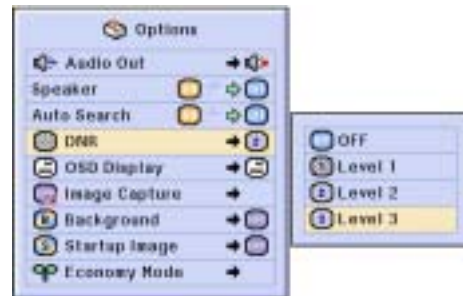 Options
Audio Out
Speaker
Auto Search
DNR
OSD Display
Image Capture
Background
Startup Image
Economy Mode
OFF
Level 1
Level 2
Level 3